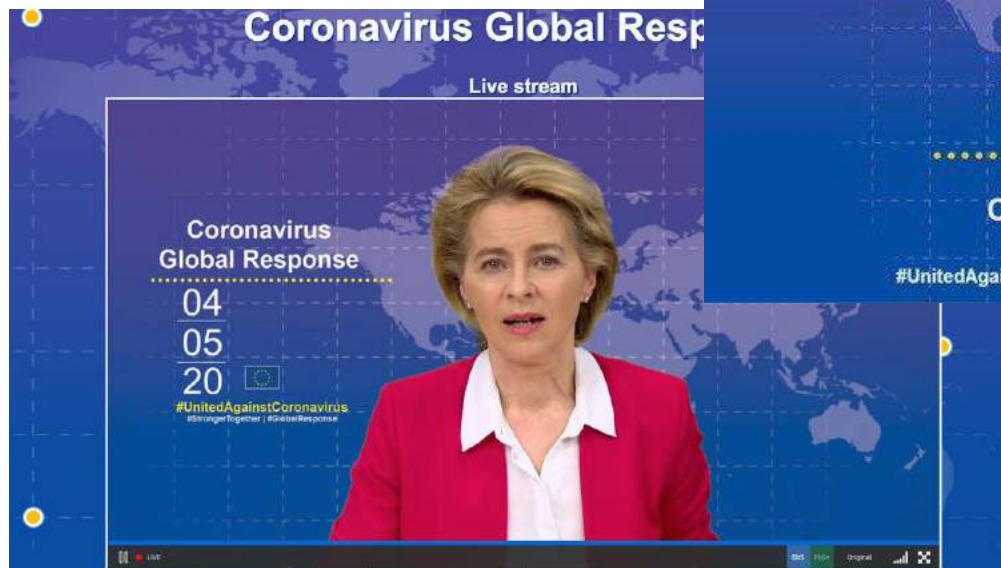 Coronavirus Global Resp
Live stream
Coronavirus
Global Response
04
05
20
#UnitedAgainstCoronavirus
#StrongerTogether | #GlobalResponse
C
#UnitedAgai
LIVE
Original